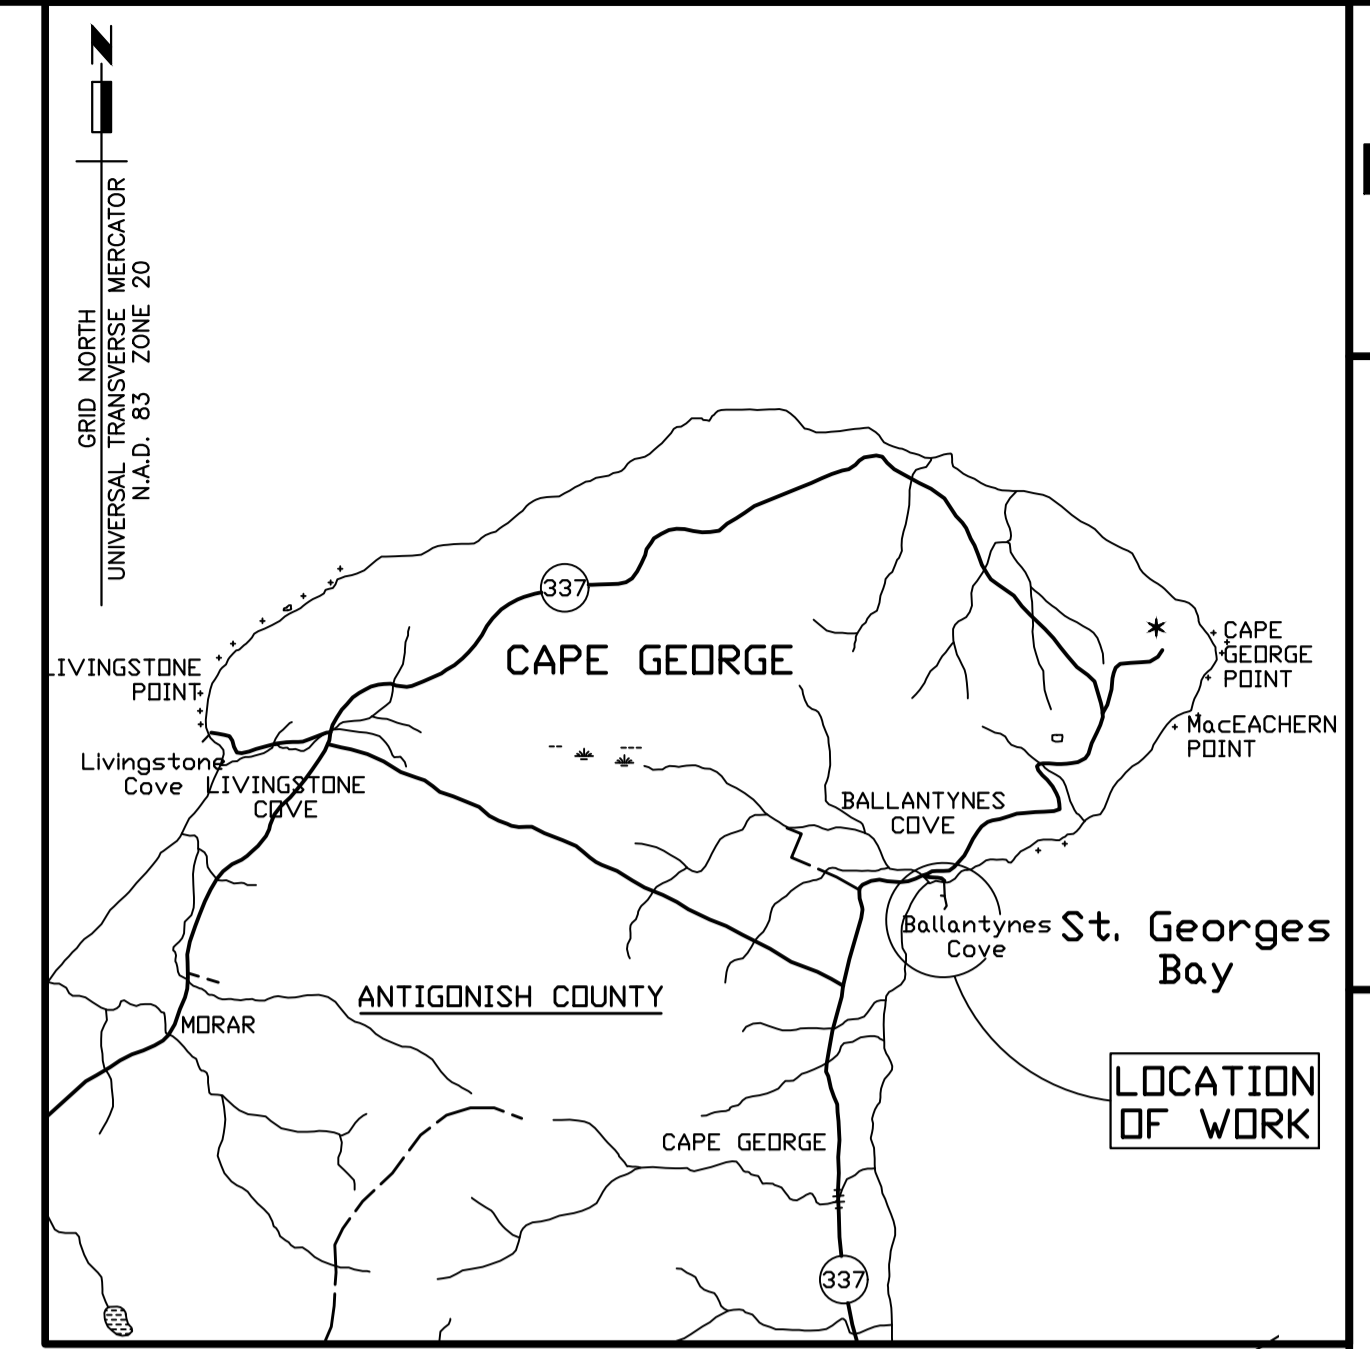 N
GRID NORTH
UNIVERSAL TRANSVERSE MERCATOR
N.A.D. 83 ZONE 20
337
CAPE GEORGE
CAPE
GEORGE
POINT
LIVINGSTONE
POINT
MacEACHERN
POINT
Livingstone
Cove
LIVINGSTONE
COVE
BALLANTYNES
COVE
Ballantynes
Cove
St. Georges
Bay
ANTIGONISH COUNTY
MORAR
LOCATION
OF WORK
CAPE GEORGE
337